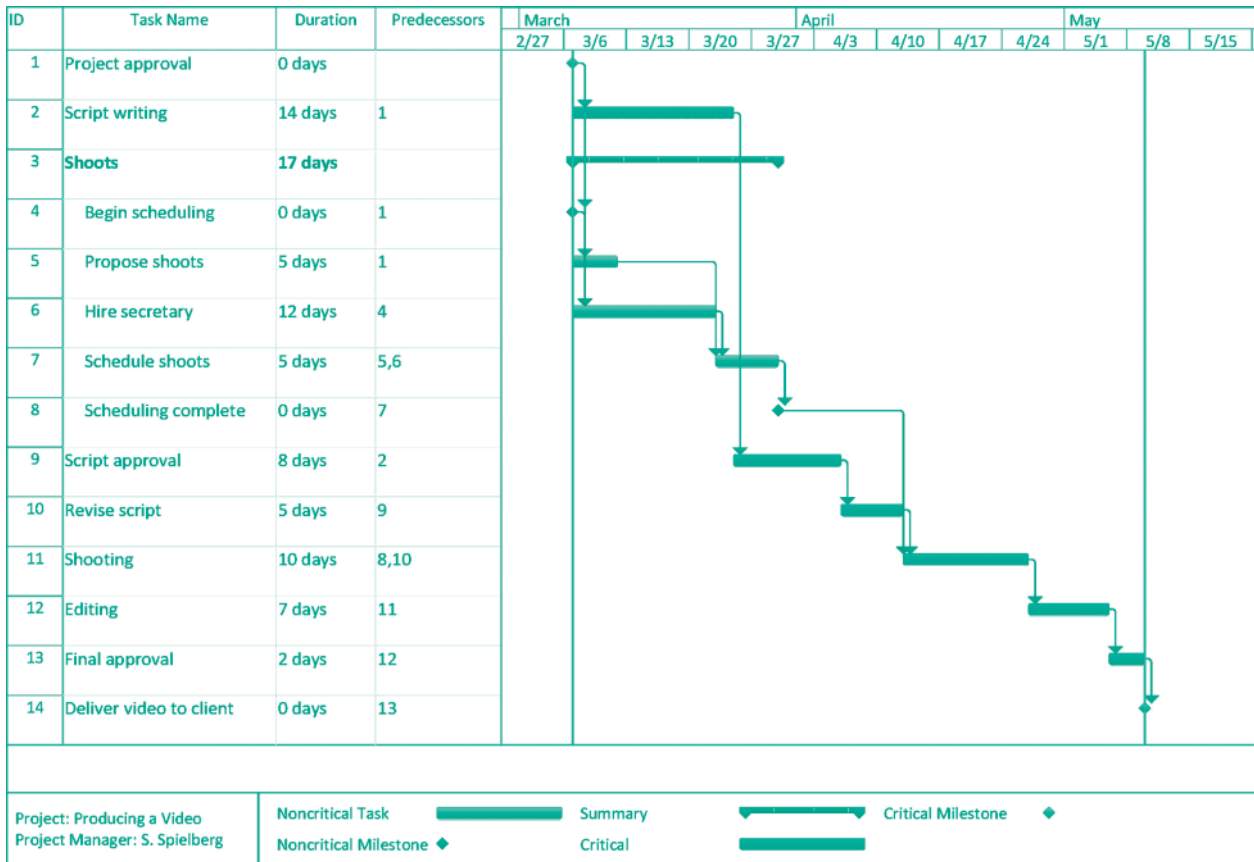 ID Task Name Duration Predecessors March April May
2/27 3/6 3/13 3/20 3/27 4/3 4/10 4/17 4/24 5/1 5/8 5/15
1 Project approval 0 days
2 Script writing 14 days 1
3 Shoots 17 days
4 Begin scheduling 0 days 1
5 Propose shoots 5 days 1
6 Hire secretary 12 days 4
7 Schedule shoots 5 days 5,6
8 Scheduling complete 0 days 7
9 Script approval 8 days 2
10 Revise script 5 days 9
11 Shooting 10 days 8,10
12 Editing 7 days 11
13 Final approval 2 days 12
14 Deliver video to client 0 days 13
Project: Producing a Video
Project Manager: S. Spielberg
Noncritical Task Summary Critical Milestone
Noncritical Milestone Critical